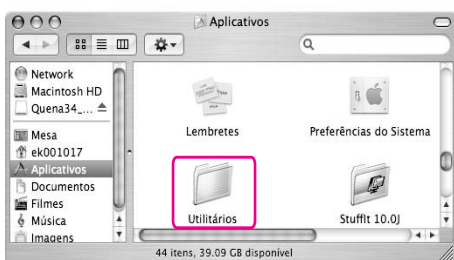 Aplicativos
Network
Macintosh HD
Quena34_...
Mesa
ek001017
Aplicativos
Documentos
Filmes
Música
Imagens
Lembretes
Preferências do Sistema
Utilitários
StuffIt 10.0J
44 itens, 39.09 GB disponível